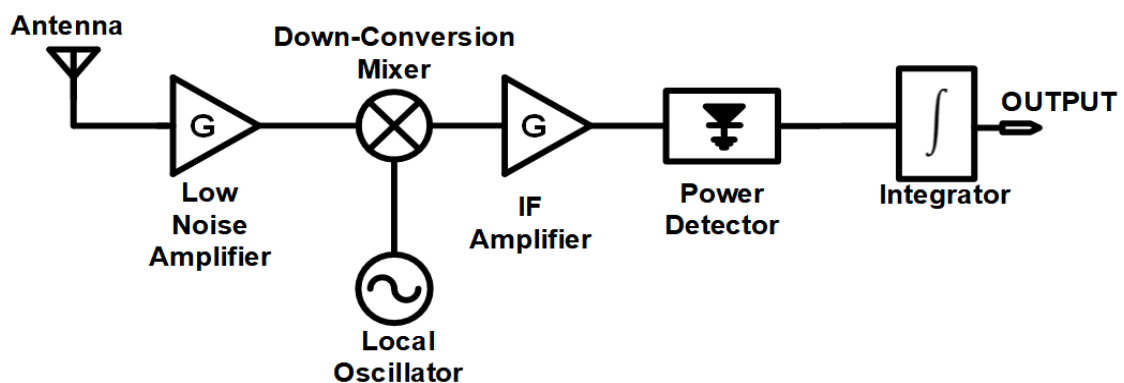 Antenna
Down-Conversion
Mixer
G
G
∫
OUTPUT
Low
Noise
Amplifier
IF
Amplifier
Power
Detector
Integrator
Local
Oscillator